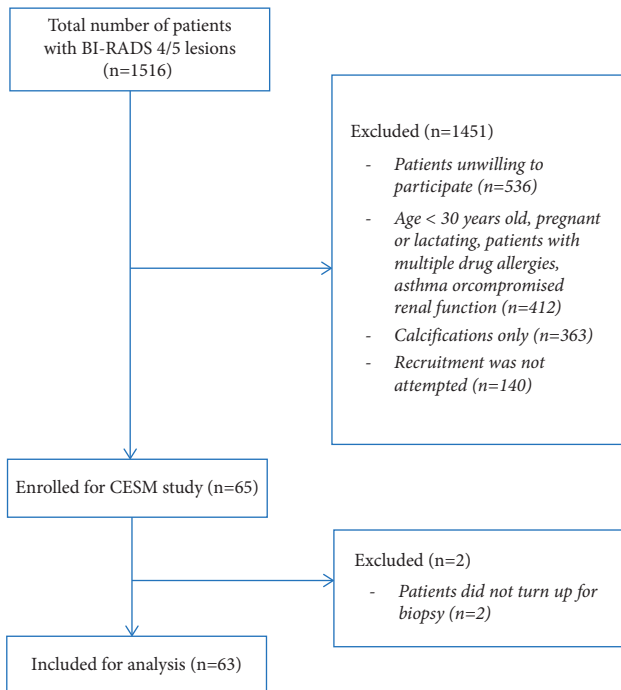 Total number of patients
with BI-RADS 4/5 lesions
(n=1516)
Excluded (n=1451)
- Patients unwilling to
participate (n=536)
- Age < 30 years old, pregnant
or lactating, patients with
multiple drug allergies,
asthma orcompromised
renal function (n=412)
- Calcifications only (n=363)
- Recruitment was not
attempted (n=140)
Enrolled for CESM study (n=65)
Excluded (n=2)
- Patients did not turn up for
biopsy (n=2)
Included for analysis (n=63)